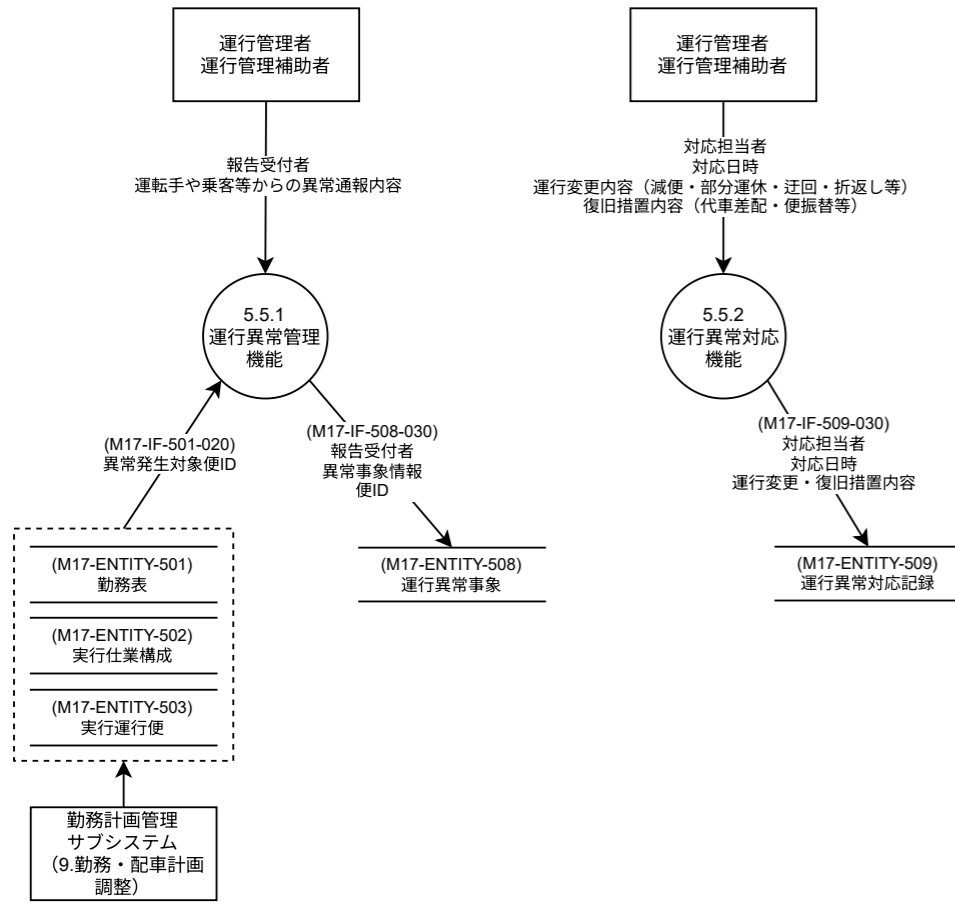 運行管理者
運行管理補助者
報告受付者
運転手や乗客等からの異常通報内容
5.5.1
運行異常管理
機能
(M17-IF-501-020)
異常発生対象便ID
(M17-IF-508-030)
報告受付者
異常事象情報
便ID
(M17-ENTITY-501)
勤務表
(M17-ENTITY-502)
実行仕業構成
(M17-ENTITY-503)
実行運行便
(M17-ENTITY-508)
運行異常事象
勤務計画管理
サブシステム
（9.勤務・配車計画
調整）
運行管理者
運行管理補助者
対応担当者
対応日時
運行変更内容（減便・部分運休・迂回・折返し等）
復旧措置内容（代車差配・便振替等）
5.5.2
運行異常対応
機能
(M17-IF-509-030)
対応担当者
対応日時
運行変更・復旧措置内容
(M17-ENTITY-509)
運行異常対応記録